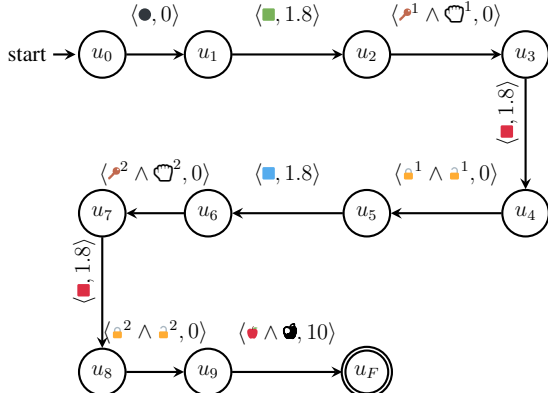 ⟨●, 0⟩ ⟨■, 1.8⟩ ⟨🔑¹ ∧ ✊¹, 0⟩
start u₀ u₁ u₂ u₃
⟨■, 1.8⟩
⟨🔑² ∧ ✊², 0⟩ ⟨■, 1.8⟩ ⟨🔒¹ ∧ 🔓¹, 0⟩
u₇ u₆ u₅ u₄
⟨■, 1.8⟩
⟨🔒² ∧ 🔓², 0⟩ ⟨🍎 ∧ 🍎, 10⟩
u₈ u₉ u_F